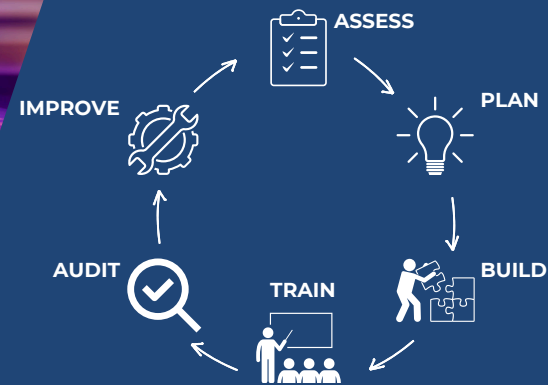 ASSESS
PLAN
BUILD
TRAIN
AUDIT
IMPROVE